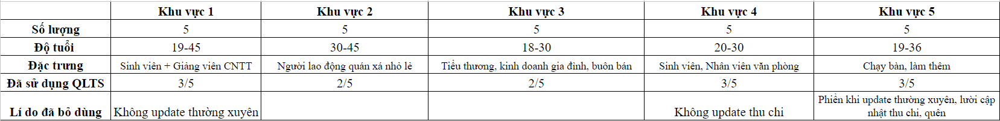 Khu vực 1 Khu vực 2 Khu vực 3 Khu vực 4 Khu vực 5
Số lượng 5 5 5 5 5
Độ tuổi 19-45 30-45 18-30 20-30 19-36
Đặc trưng Sinh viên + Giảng viên CNTT Người lao động quán xá nhỏ lẻ Tiểu thương, kinh doanh gia đình, buôn bán Sinh viên, Nhân viên văn phòng Chạy bàn, làm thêm
Đã sử dụng QLTS 3/5 2/5 2/5 3/5 3/5
Lí do đã bỏ dùng Không update thường xuyên Không update thu chi Phiền khi update thường xuyên, lười cập
nhật thu chi, quên